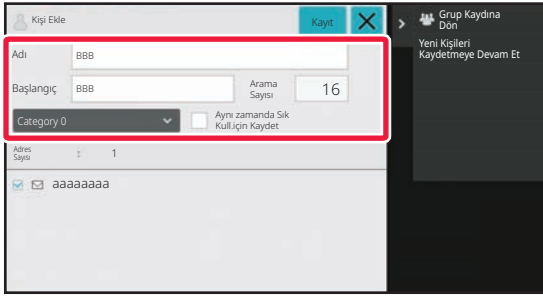 Kişi Ekle
Kayıt
Grup Kaydına
Dön
Yeni Kişileri
Kaydetmeye Devam Et
Adı
BBB
Başlangıç
BBB
Arama
Sayısı
16
Category 0
Aynı zamanda Sık
Kull.için Kaydet
Adres
Sayısı
:
1
aaaaaaaa